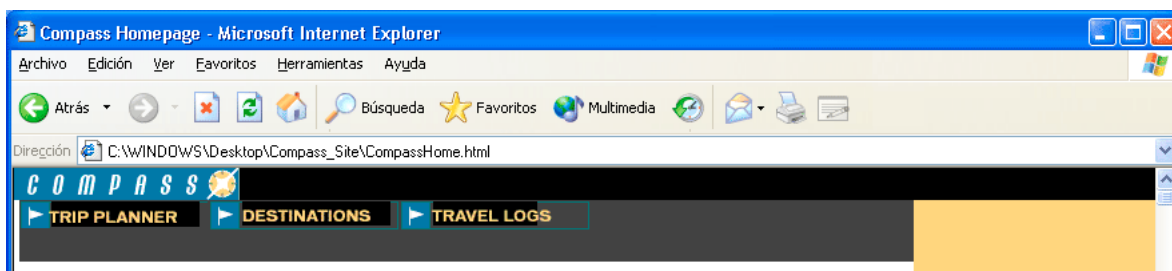 Compass Homepage - Microsoft Internet Explorer
Archivo Edición Ver Favoritos Herramientas Ayuda
Atrás Búsqueda Favoritos Multimedia
Dirección C:\WINDOWS\Desktop\Compass_Site\CompassHome.html
COMPASS
TRIP PLANNER DESTINATIONS TRAVEL LOGS